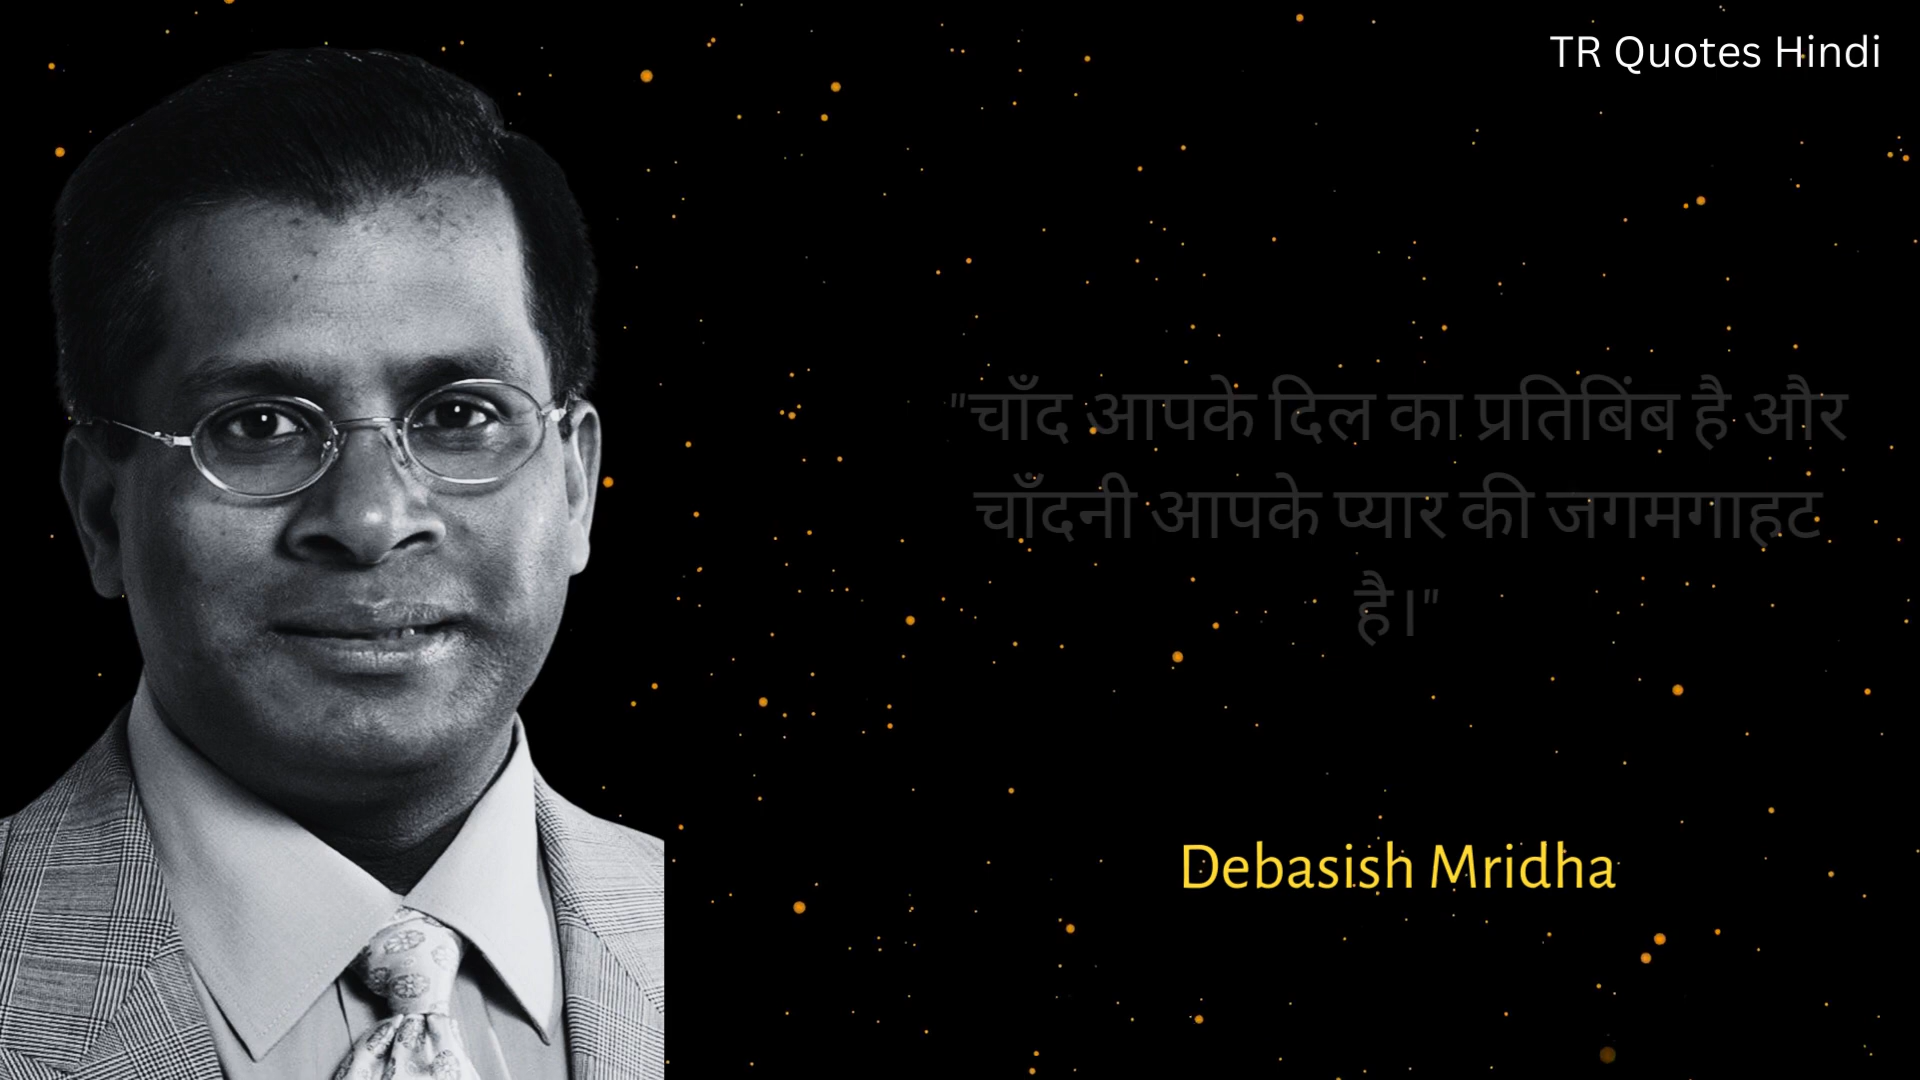 TR Quotes Hindi
"चाँद आपके दिल का प्रतिबिंब है और
चाँदनी आपके प्यार की जगमगाहट
है।"
Debasish Mridha